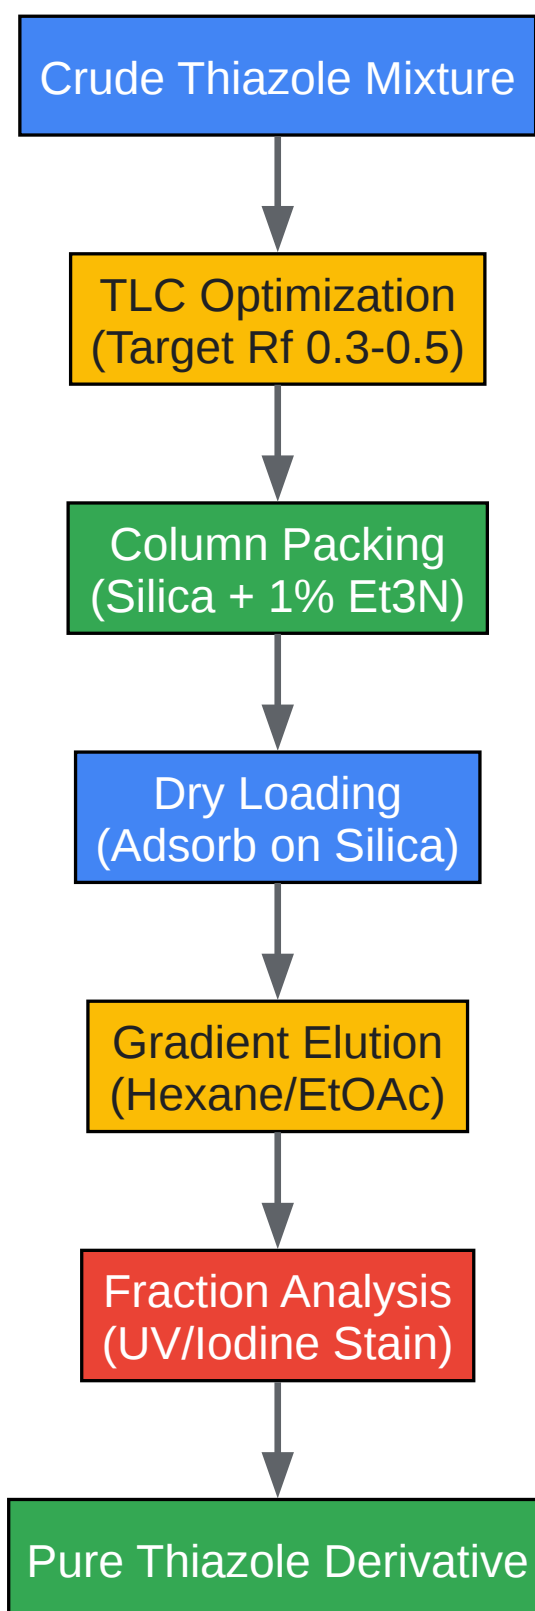 Crude Thiazole Mixture
TLC Optimization
(Target Rf 0.3-0.5)
Column Packing
(Silica + 1% Et3N)
Dry Loading
(Adsorb on Silica)
Gradient Elution
(Hexane/EtOAc)
Fraction Analysis
(UV/Iodine Stain)
Pure Thiazole Derivative